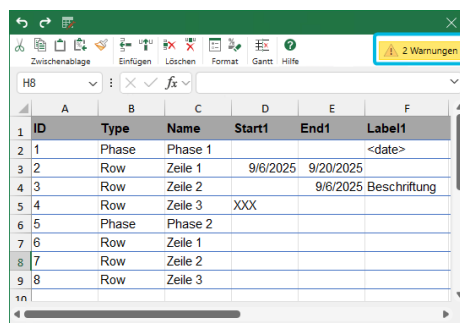 2 Warnungen
Zwischenablage Einfügen Löschen Format Gantt Hilfe
H8 fx
A B C D E F
1 ID Type Name Start1 End1 Label1
2 1 Phase Phase 1 <date>
3 2 Row Zeile 1 9/6/2025 9/20/2025
4 3 Row Zeile 2 9/6/2025 Beschriftung
5 4 Row Zeile 3 XXX
6 5 Phase Phase 2
7 6 Row Zeile 1
8 7 Row Zeile 2
9 8 Row Zeile 3
10